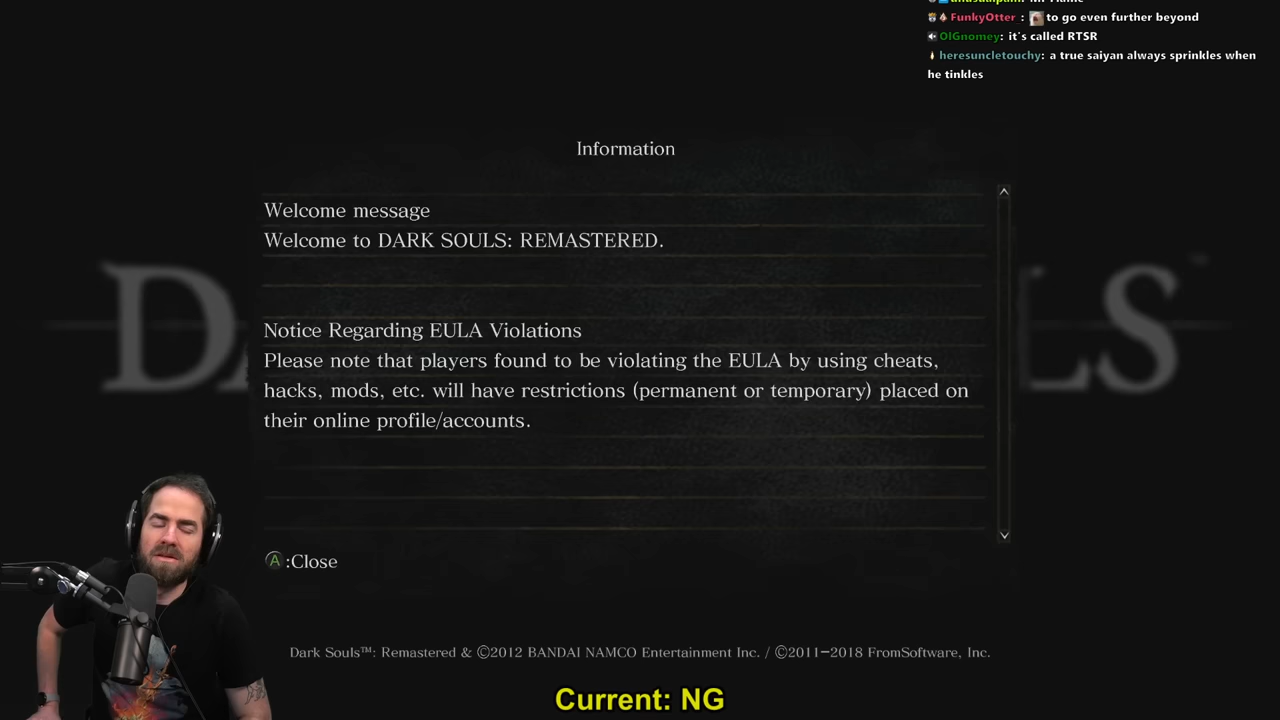 FunkyOtter : to go even further beyond
OlGnomey: it's called RTSR
heresuncletouchy: a true saiyan always sprinkles when
he tinkles
Information
Welcome message
Welcome to DARK SOULS: REMASTERED.
Notice Regarding EULA Violations
Please note that players found to be violating the EULA by using cheats,
hacks, mods, etc. will have restrictions (permanent or temporary) placed on
their online profile/accounts.
A:Close
Dark Souls™: Remastered & ©2012 BANDAI NAMCO Entertainment Inc. / ©2011–2018 FromSoftware, Inc.
Current: NG